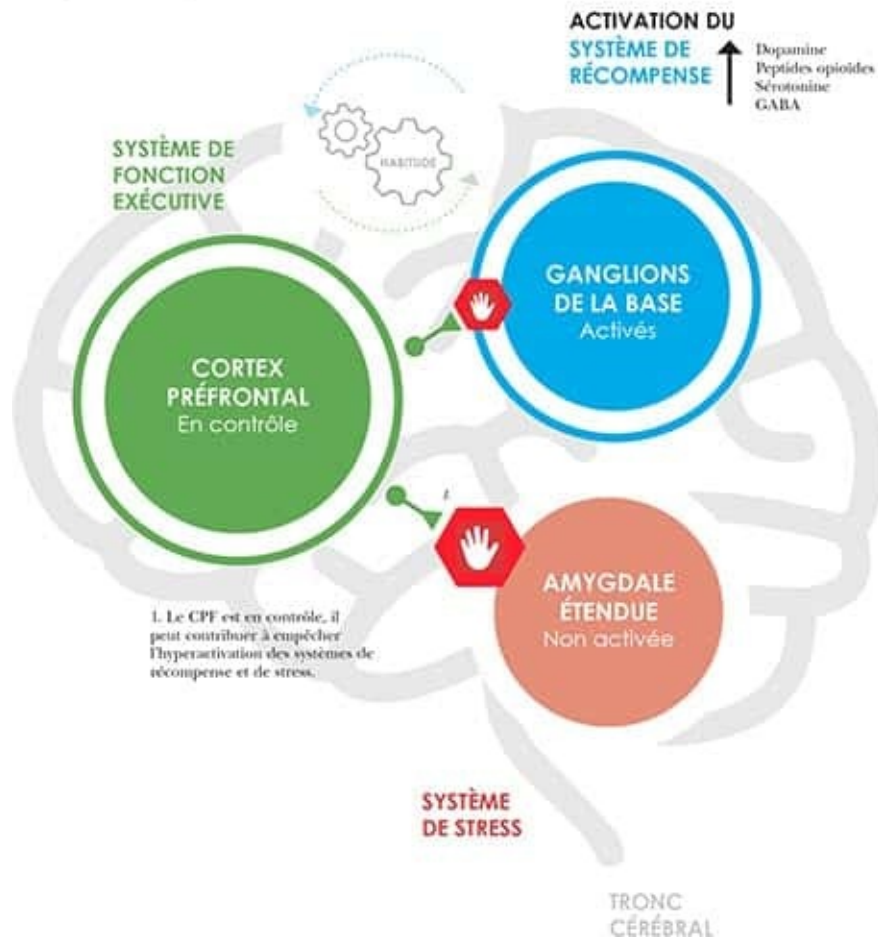 ACTIVATION DU
SYSTÈME DE
RÉCOMPENSE
Dopamine
Peptides opioïdes
Sérotonine
GABA
HABITUDE
SYSTÈME DE
FONCTION
EXÉCUTIVE
GANGLIONS
DE LA BASE
Activés
CORTEX
PRÉFRONTAL
En contrôle
1.
AMYGDALE
ÉTENDUE
Non activée
1. Le CPF est en contrôle, il
peut contribuer à empêcher
l'hyperactivation des systèmes de
récompense et de stress.
SYSTÈME
DE STRESS
TRONC
CÉRÉBRAL